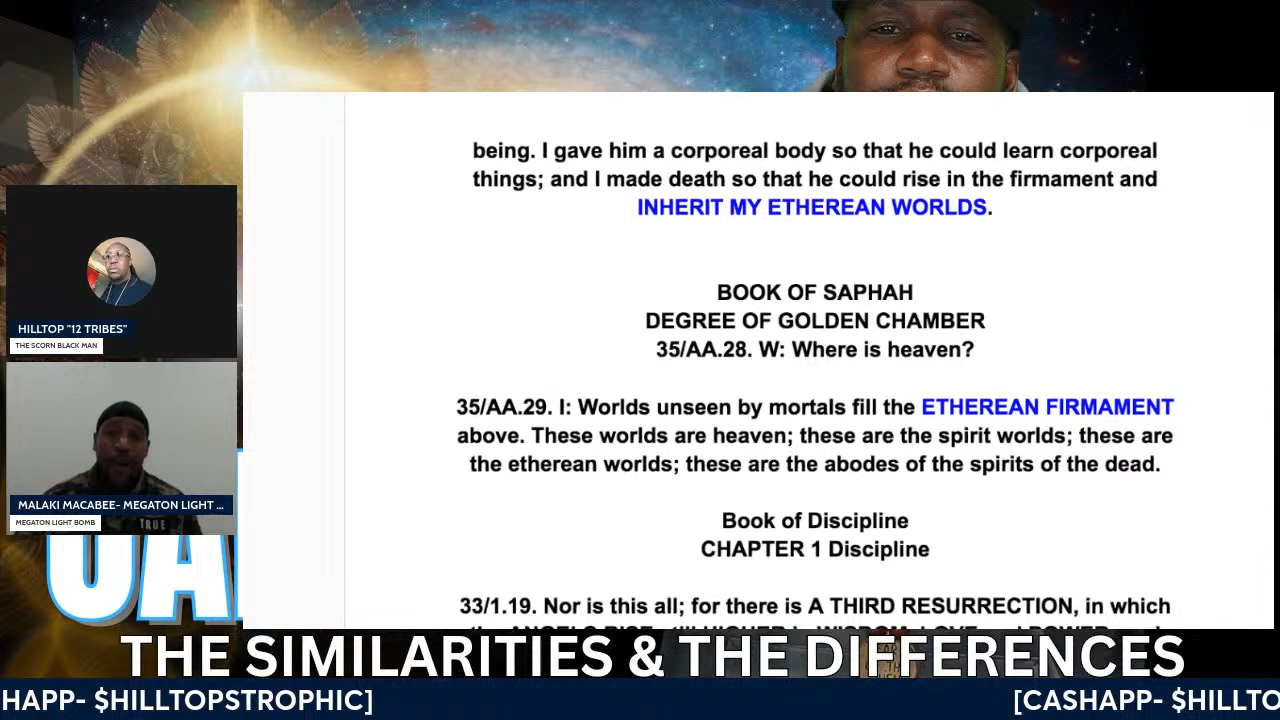 being. I gave him a corporeal body so that he could learn corporeal
things; and I made death so that he could rise in the firmament and
INHERIT MY ETHEREAN WORLDS.
BOOK OF SAPHAH
DEGREE OF GOLDEN CHAMBER
35/AA.28. W: Where is heaven?
35/AA.29. I: Worlds unseen by mortals fill the ETHEREAN FIRMAMENT
above. These worlds are heaven; these are the spirit worlds; these are
the etherean worlds; these are the abodes of the spirits of the dead.
Book of Discipline
CHAPTER 1 Discipline
33/1.19. Nor is this all; for there is A THIRD RESURRECTION, in which
HILLTOP "12 TRIBES"
THE SCORN BLACK MAN
TRUE
MALAKI MACABEE- MEGATON LIGHT ...
MEGATON LIGHT BOMB
THE SIMILARITIES & THE DIFFERENCES
HAPP- $HILLTOPSTROPHIC]
[CASHAPP- $HILLTO